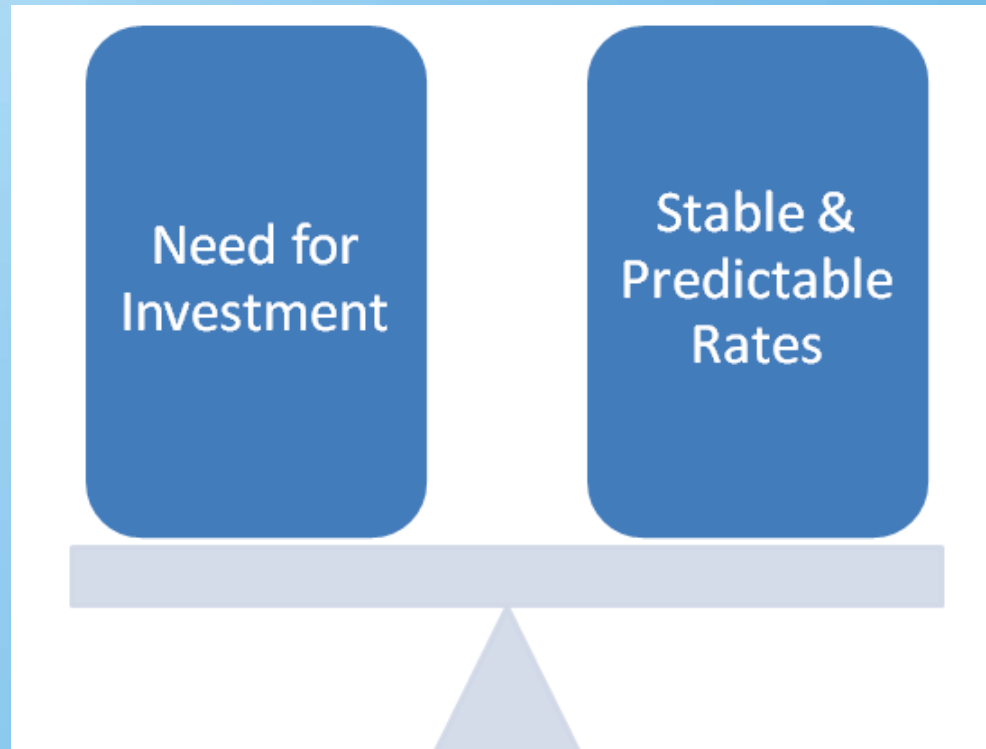 Need for
Investment
Stable &
Predictable
Rates